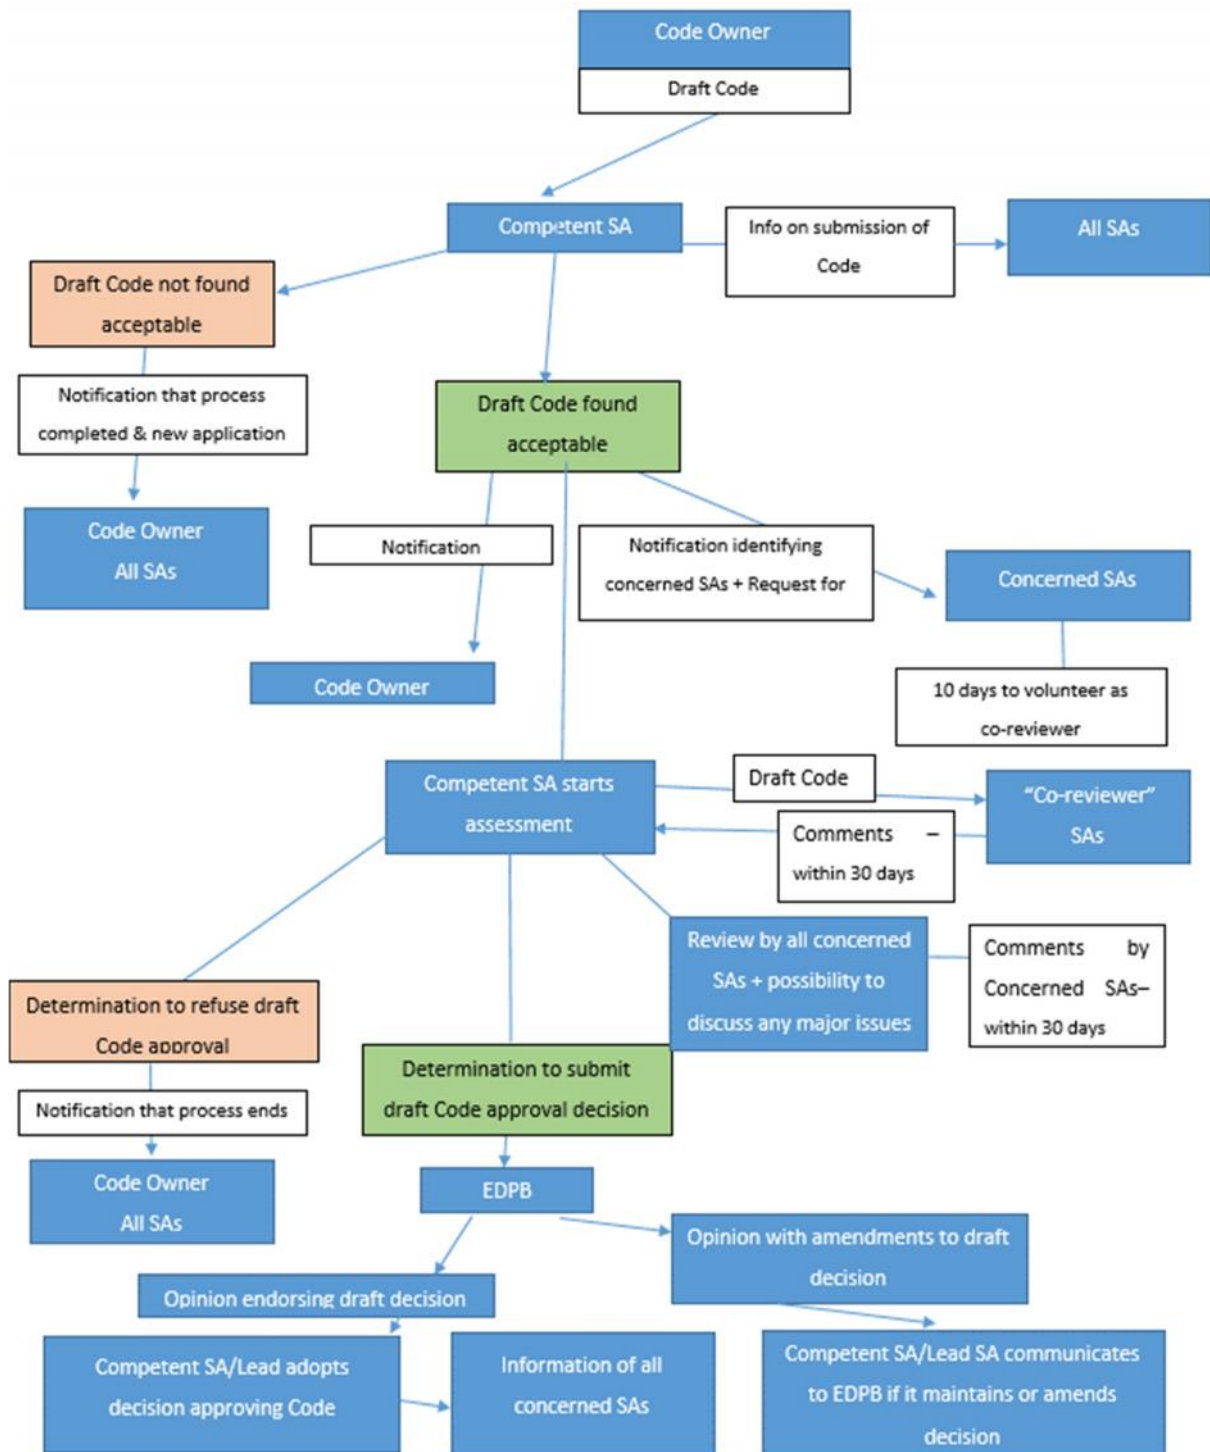 Code Owner
Draft Code
Competent SA
Info on submission of
Code
All SAs
Draft Code not found
acceptable
Notification that process
completed & new application
Code Owner
All SAs
Draft Code found
acceptable
Notification
Code Owner
Notification identifying
concerned SAs + Request for
Concerned SAs
10 days to volunteer as
co-reviewer
Competent SA starts
assessment
Draft Code
Comments –
within 30 days
“Co-reviewer”
SAs
Review by all concerned
SAs + possibility to
discuss any major issues
Comments by
Concerned SAs–
within 30 days
Determination to refuse draft
Code approval
Notification that process ends
Code Owner
All SAs
Determination to submit
draft Code approval decision
EDPB
Opinion with amendments to draft
decision
Opinion endorsing draft decision
Competent SA/Lead adopts
decision approving Code
Information of all
concerned SAs
Competent SA/Lead SA communicates
to EDPB if it maintains or amends
decision